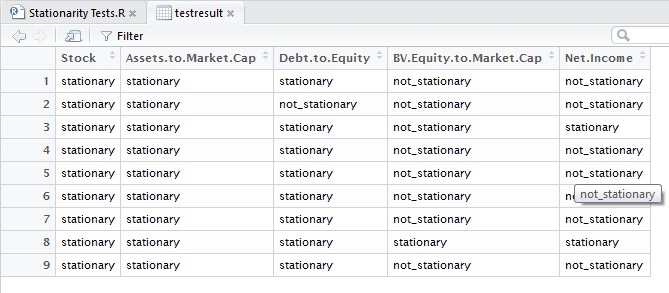 Stationarity Tests.R
testresult
Filter
Stock Assets.to.Market.Cap Debt.to.Equity BV.Equity.to.Market.Cap Net.Income
1 stationary stationary stationary not_stationary not_stationary
2 stationary stationary not_stationary not_stationary not_stationary
3 stationary stationary stationary not_stationary stationary
4 stationary stationary stationary not_stationary not_stationary
5 stationary stationary stationary not_stationary not_stationary
6 stationary stationary stationary not_stationary
not_stationary
7 stationary stationary stationary not_stationary not_stationary
8 stationary stationary stationary stationary stationary
9 stationary stationary stationary not_stationary not_stationary